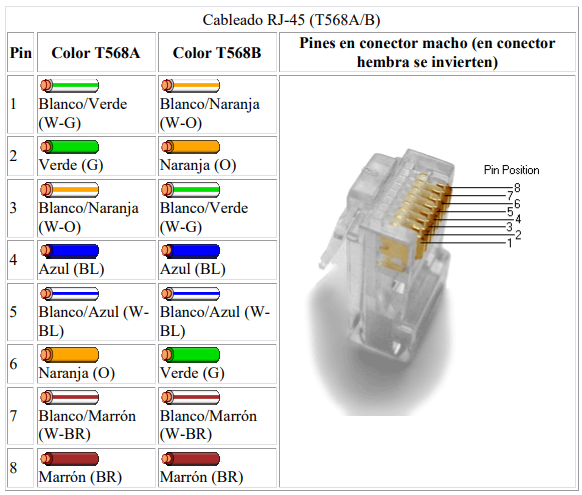 Cableado RJ-45 (T568A/B)
Pin Color T568A Color T568B Pines en conector macho (en conector
hembra se invierten)
1 Blanco/Verde
(W-G)
Blanco/Naranja
(W-O)
2 Verde (G)
Naranja (O)
3 Blanco/Naranja
(W-O)
Blanco/Verde
(W-G)
4 Azul (BL)
Azul (BL)
5 Blanco/Azul (W-
BL)
Blanco/Azul (W-
BL)
6 Naranja (O)
Verde (G)
7 Blanco/Marrón
(W-BR)
Blanco/Marrón
(W-BR)
8 Marrón (BR)
Marrón (BR)
Pin Position
8
7
6
5
4
3
2
1